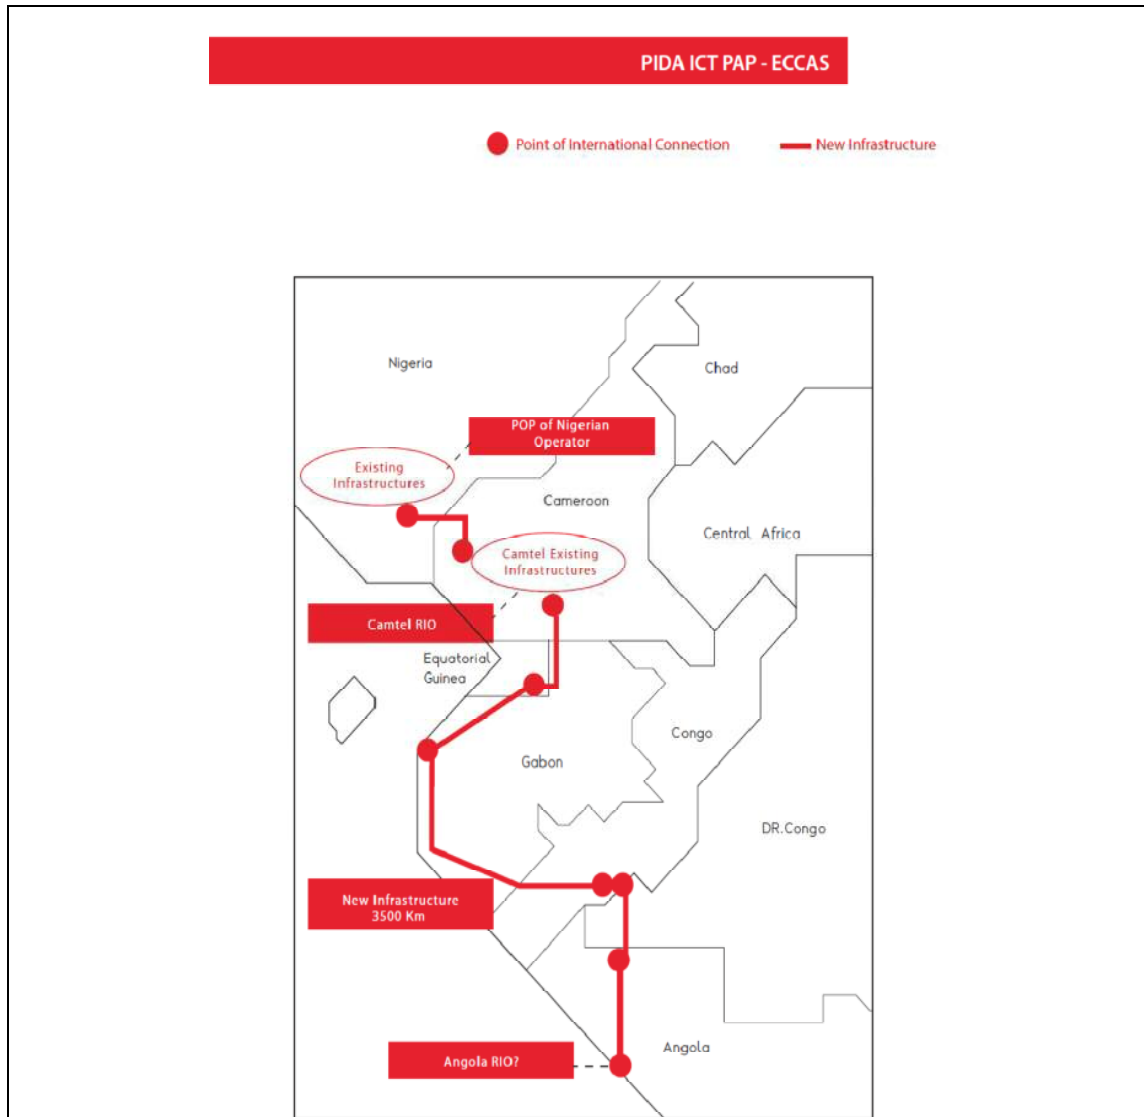 PIDA ICT PAP - ECCAS
Point of International Connection
New Infrastructure
Nigeria
Chad
POP of Nigerian
Operator
Existing
Infrastructures
Cameroon
Central Africa
Camtel Existing
Infrastructures
Camtel RIO
Equatorial
Guinea
Congo
Gabon
DR.Congo
New Infrastructure
3500 Km
Angola
Angola RIO?